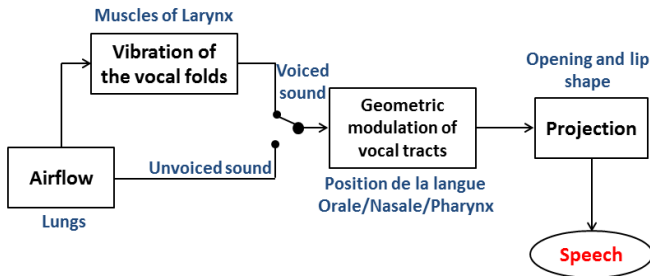 Muscles of Larynx
Vibration of
the vocal folds
Voiced
sound
Opening and lip
shape
Geometric
modulation of
vocal tracts
Projection
Unvoiced sound
Airflow
Lungs
Position de la langue
Orale/Nasale/Pharynx
Speech